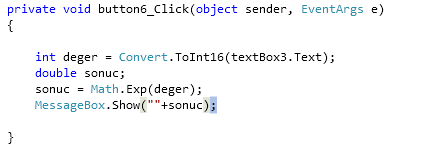 private void button6_Click(object sender, EventArgs e)
{
int deger = Convert.ToInt16(textBox3.Text);
double sonuc;
sonuc = Math.Exp(deger);
MessageBox.Show(""+sonuc);
}